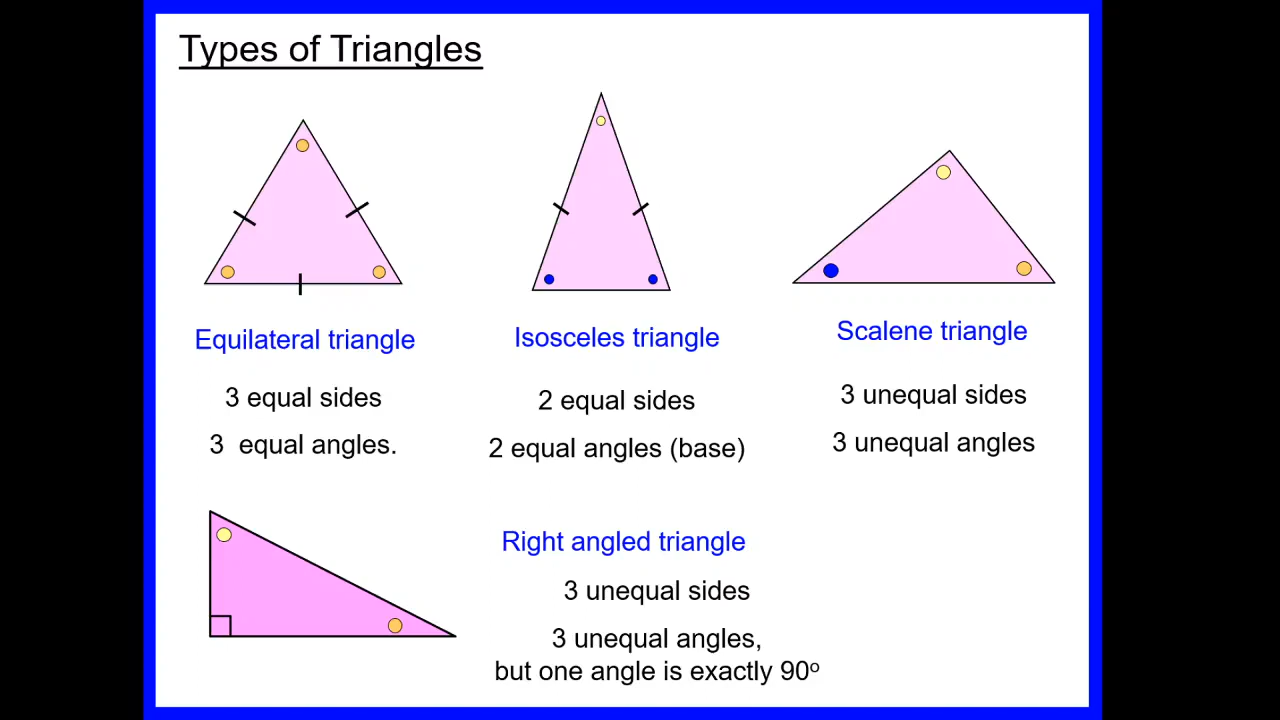 Types of Triangles
Equilateral triangle
3 equal sides
3 equal angles.
Isosceles triangle
2 equal sides
2 equal angles (base)
Scalene triangle
3 unequal sides
3 unequal angles
Right angled triangle
3 unequal sides
3 unequal angles,
but one angle is exactly 90º